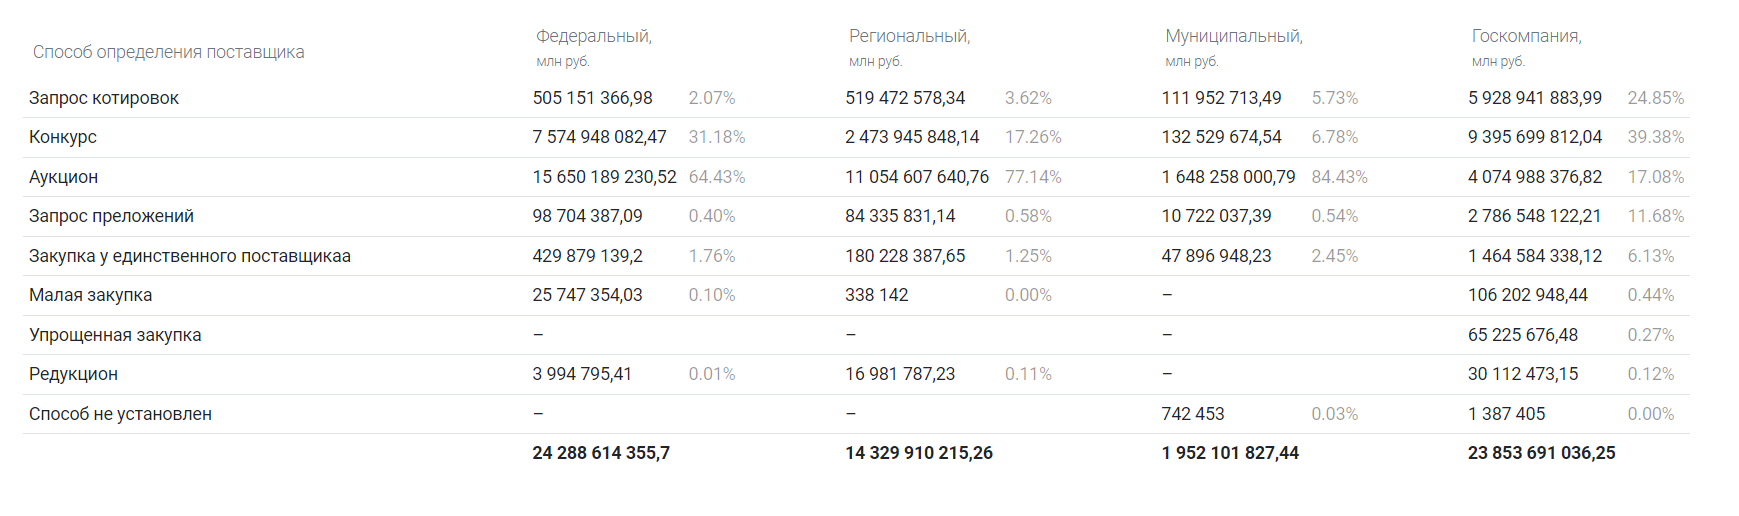 Способ определения поставщика Федеральный, млн руб. Региональный, млн руб. Муниципальный, млн руб. Госкомпания, млн руб.
Запрос котировок 505 151 366,98 2.07% 519 472 578,34 3.62% 111 952 713,49 5.73% 5 928 941 883,99 24.85%
Конкурс 7 574 948 082,47 31.18% 2 473 945 848,14 17.26% 132 529 674,54 6.78% 9 395 699 812,04 39.38%
Аукцион 15 650 189 230,52 64.43% 11 054 607 640,76 77.14% 1 648 258 000,79 84.43% 4 074 988 376,82 17.08%
Запрос преложений 98 704 387,09 0.40% 84 335 831,14 0.58% 10 722 037,39 0.54% 2 786 548 122,21 11.68%
Закупка у единственного поставщикаа 429 879 139,2 1.76% 180 228 387,65 1.25% 47 896 948,23 2.45% 1 464 584 338,12 6.13%
Малая закупка 25 747 354,03 0.10% 338 142 0.00% – 106 202 948,44 0.44%
Упрощенная закупка – – – 65 225 676,48 0.27%
Редукцион 3 994 795,41 0.01% 16 981 787,23 0.11% – 30 112 473,15 0.12%
Способ не установлен – – 742 453 0.03% 1 387 405 0.00%
24 288 614 355,7 14 329 910 215,26 1 952 101 827,44 23 853 691 036,25